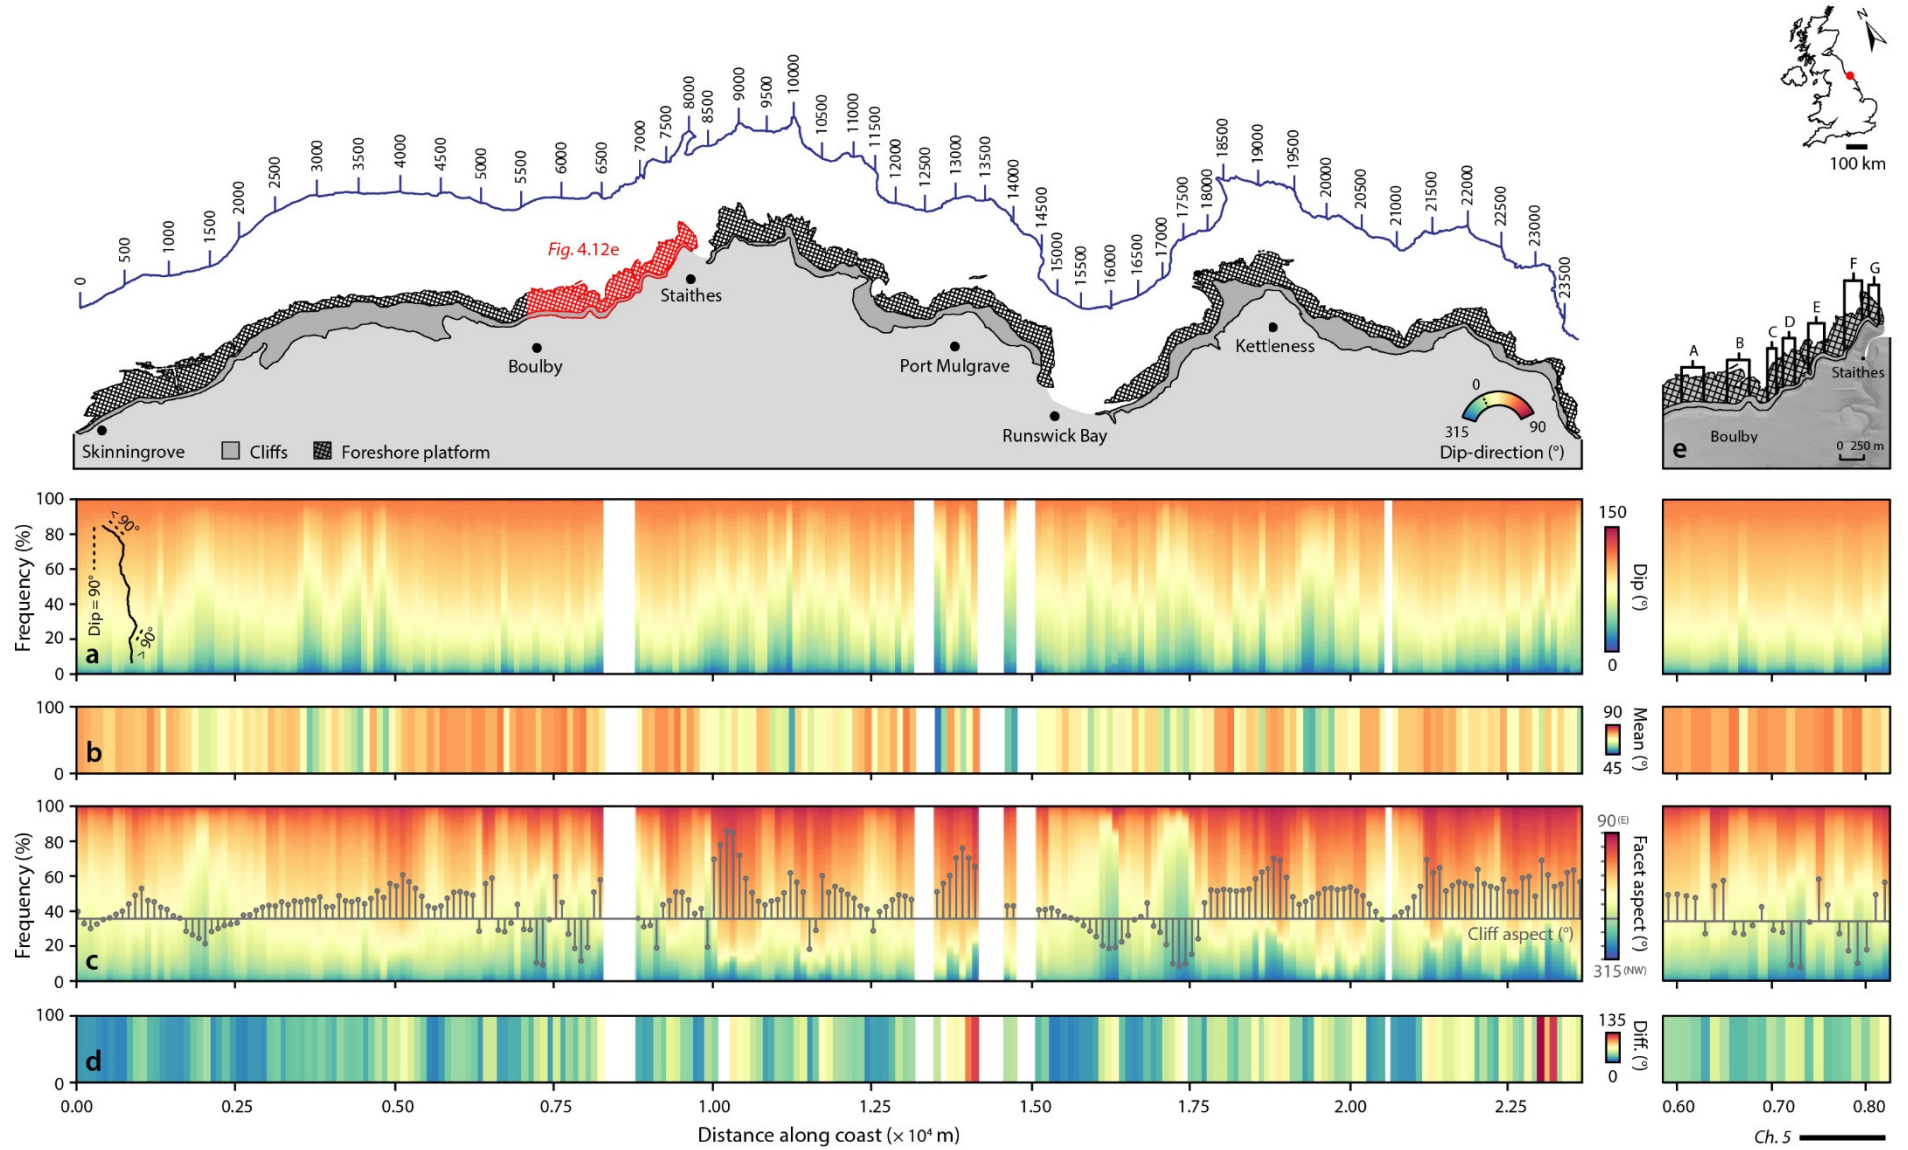 0
500
1000
1500
2000
2500
3000
3500
4000
4500
5000
5500
6000
6500
7000
7500
8000
8500
9000
9500
10000
10500
11000
11500
12000
12500
13000
13500
14000
14500
15000
15500
16000
16500
17000
17500
18000
18500
19000
19500
20000
20500
21000
21500
22000
22500
23000
23500
N
100 km
Fig. 4.12e
Staithes
Boulby
Port Mulgrave
Kettleness
Runswick Bay
Skinningrove
Cliffs
Foreshore platform
0
315
90
Dip-direction (°)
A
B
C
D
E
F
G
Staithes
Boulby
0 250 m
e
Frequency (%)
100
80
60
40
20
0
Dip = 90°
< 90°
> 90°
a
150
Dip (°)
0
100
0
b
90
Mean (°)
45
Frequency (%)
100
80
60
40
20
0
c
Cliff aspect (°)
90 (E)
Facet aspect (°)
315 (NW)
100
0
d
135
Diff. (°)
0
0.00
0.25
0.50
0.75
1.00
1.25
1.50
1.75
2.00
2.25
0.60
0.70
0.80
Distance along coast (× 10⁴ m)
Ch. 5